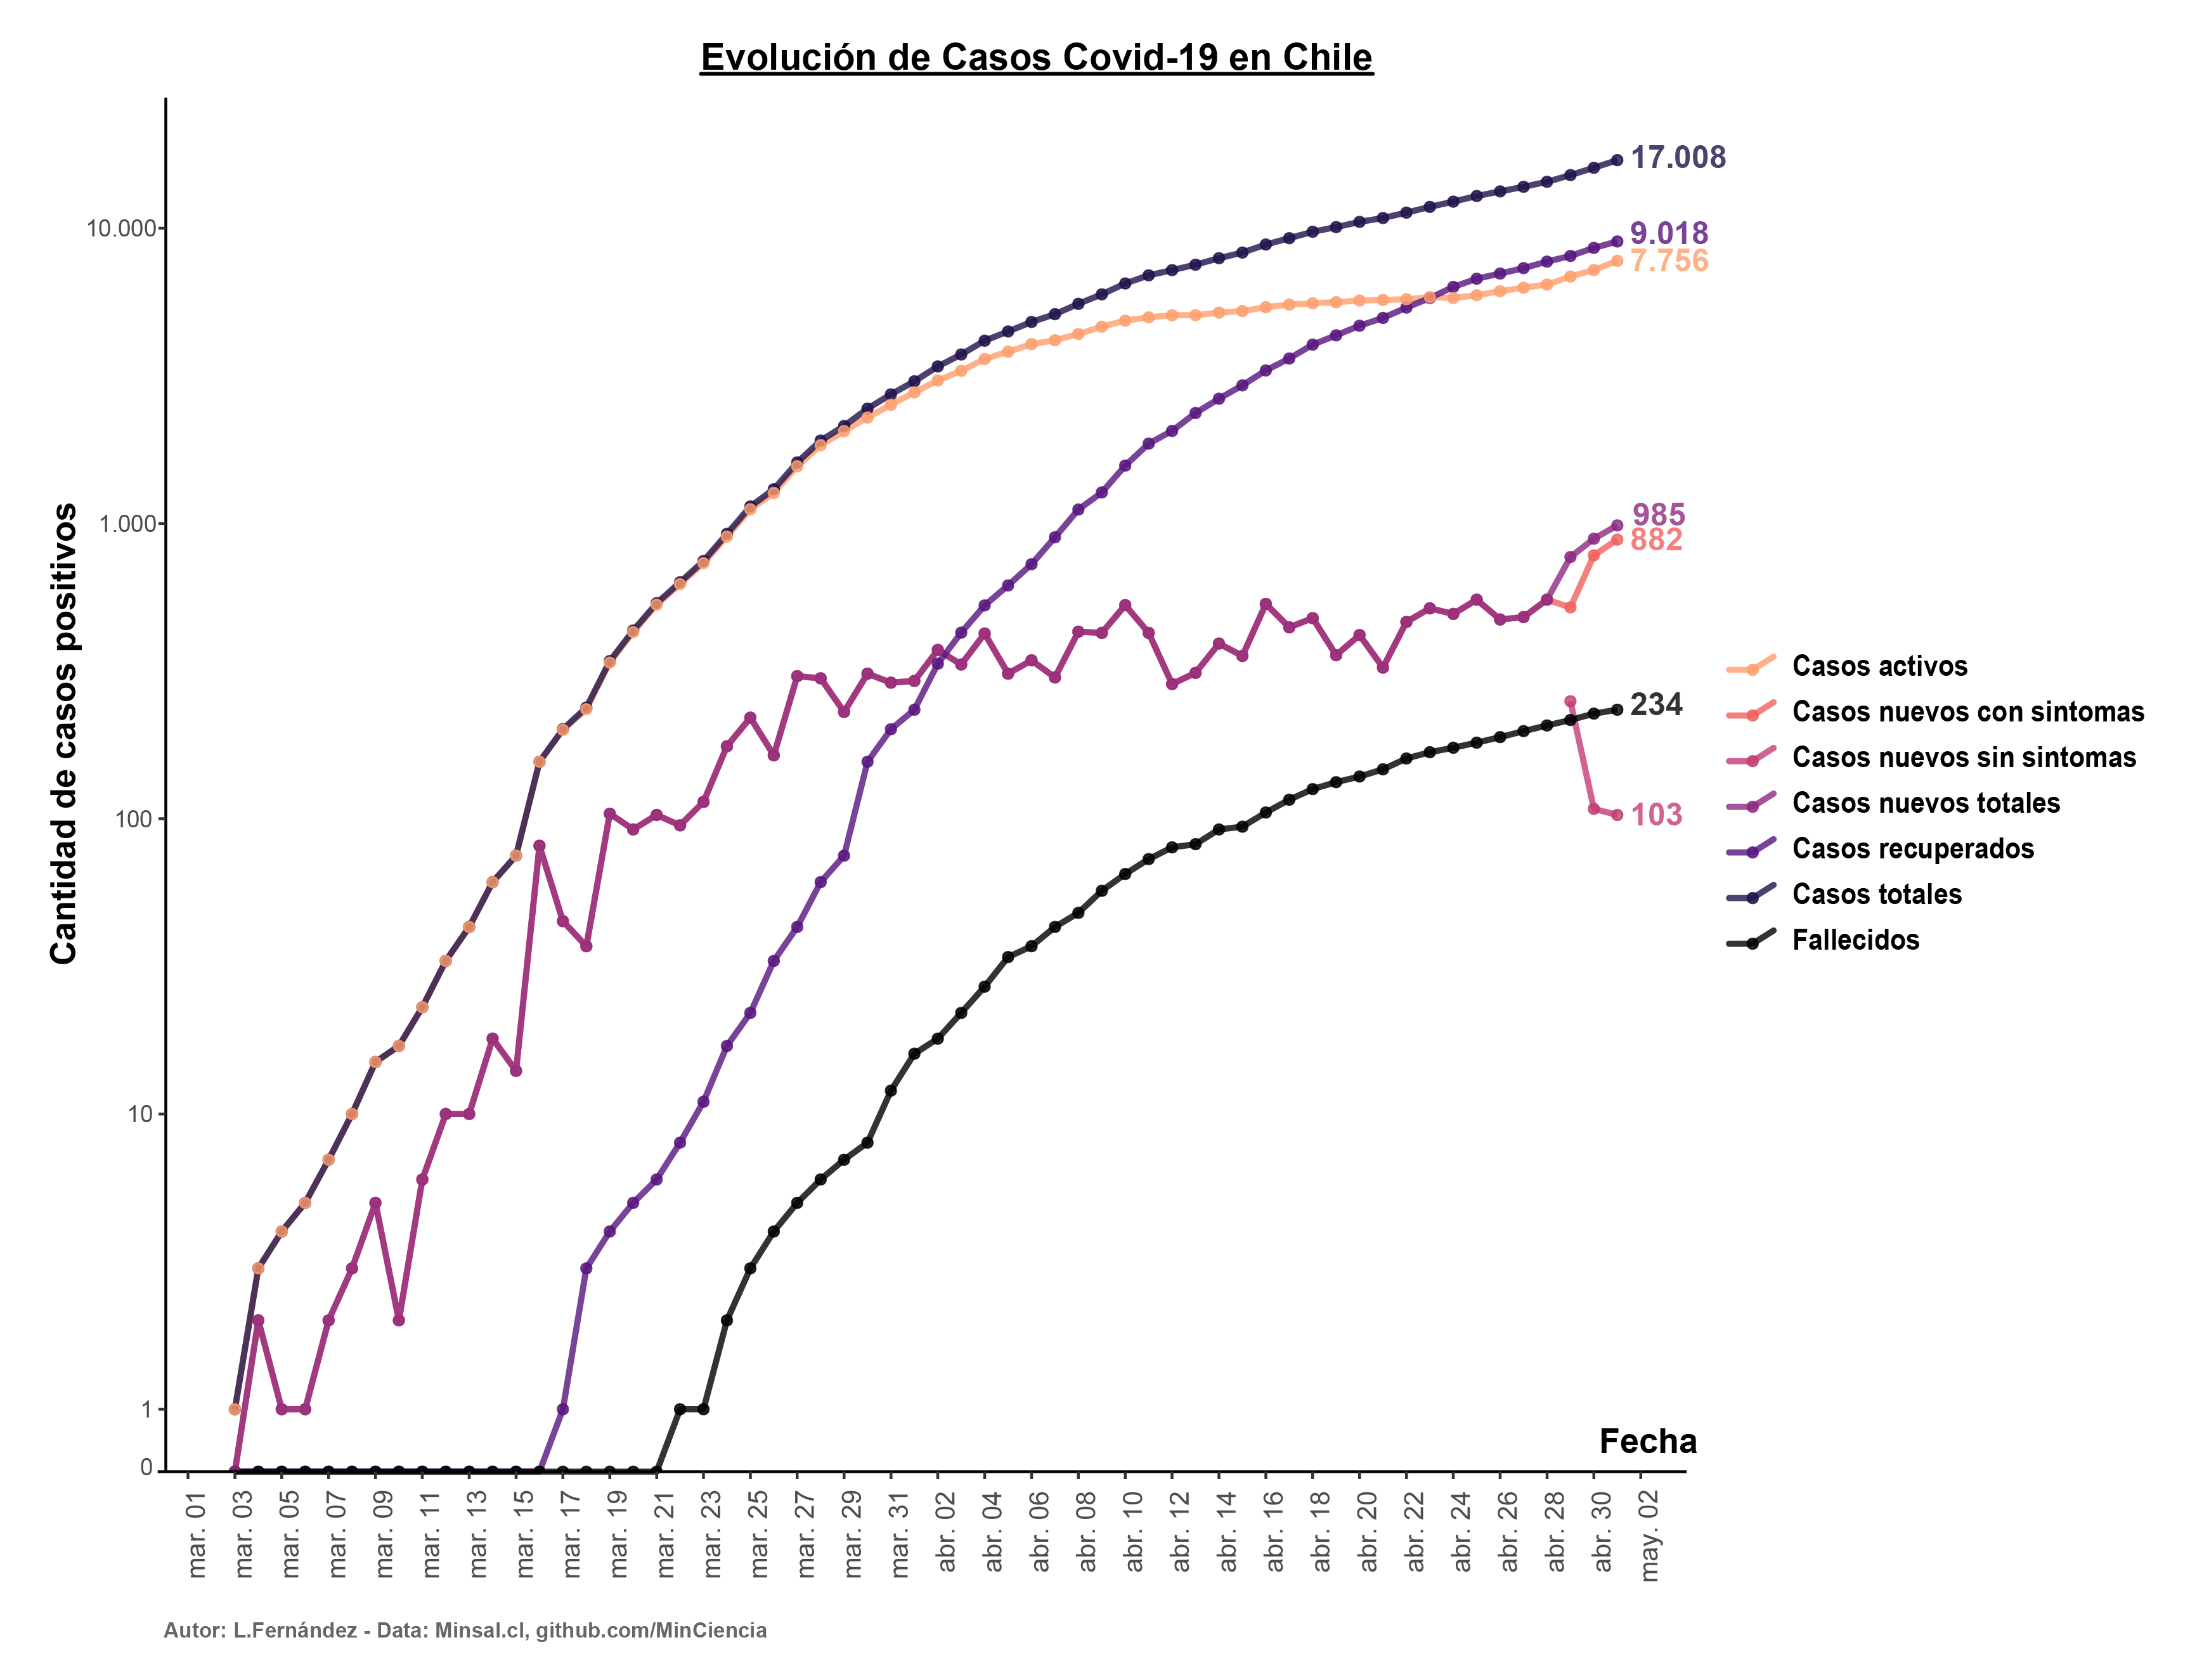 Evolución de Casos Covid-19 en Chile
Cantidad de casos positivos
10.000
1.000
100
10
1
0
17.008
9.018
7.756
985
882
234
103
Casos activos
Casos nuevos con sintomas
Casos nuevos sin sintomas
Casos nuevos totales
Casos recuperados
Casos totales
Fallecidos
Fecha
mar. 01
mar. 03
mar. 05
mar. 07
mar. 09
mar. 11
mar. 13
mar. 15
mar. 17
mar. 19
mar. 21
mar. 23
mar. 25
mar. 27
mar. 29
mar. 31
abr. 02
abr. 04
abr. 06
abr. 08
abr. 10
abr. 12
abr. 14
abr. 16
abr. 18
abr. 20
abr. 22
abr. 24
abr. 26
abr. 28
abr. 30
may. 02
Autor: L.Fernández - Data: Minsal.cl, github.com/MinCiencia